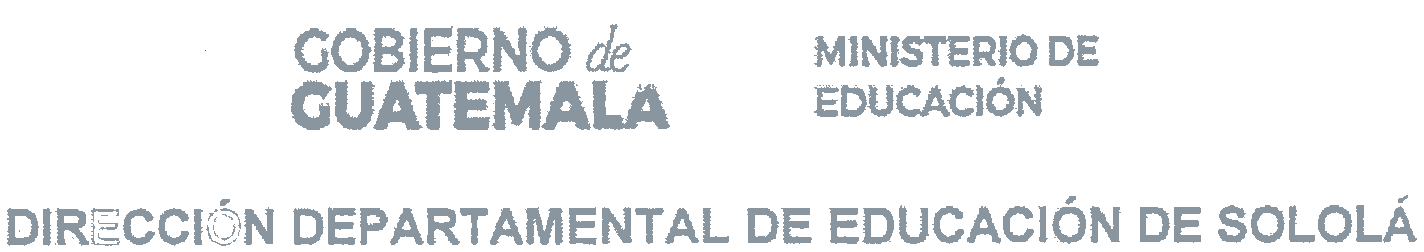 GOBIERNO de
GUATEMALA
MINISTERIO DE
EDUCACIÓN
DIRECCIÓN DEPARTAMENTAL DE EDUCACIÓN DE SOLOLÁ